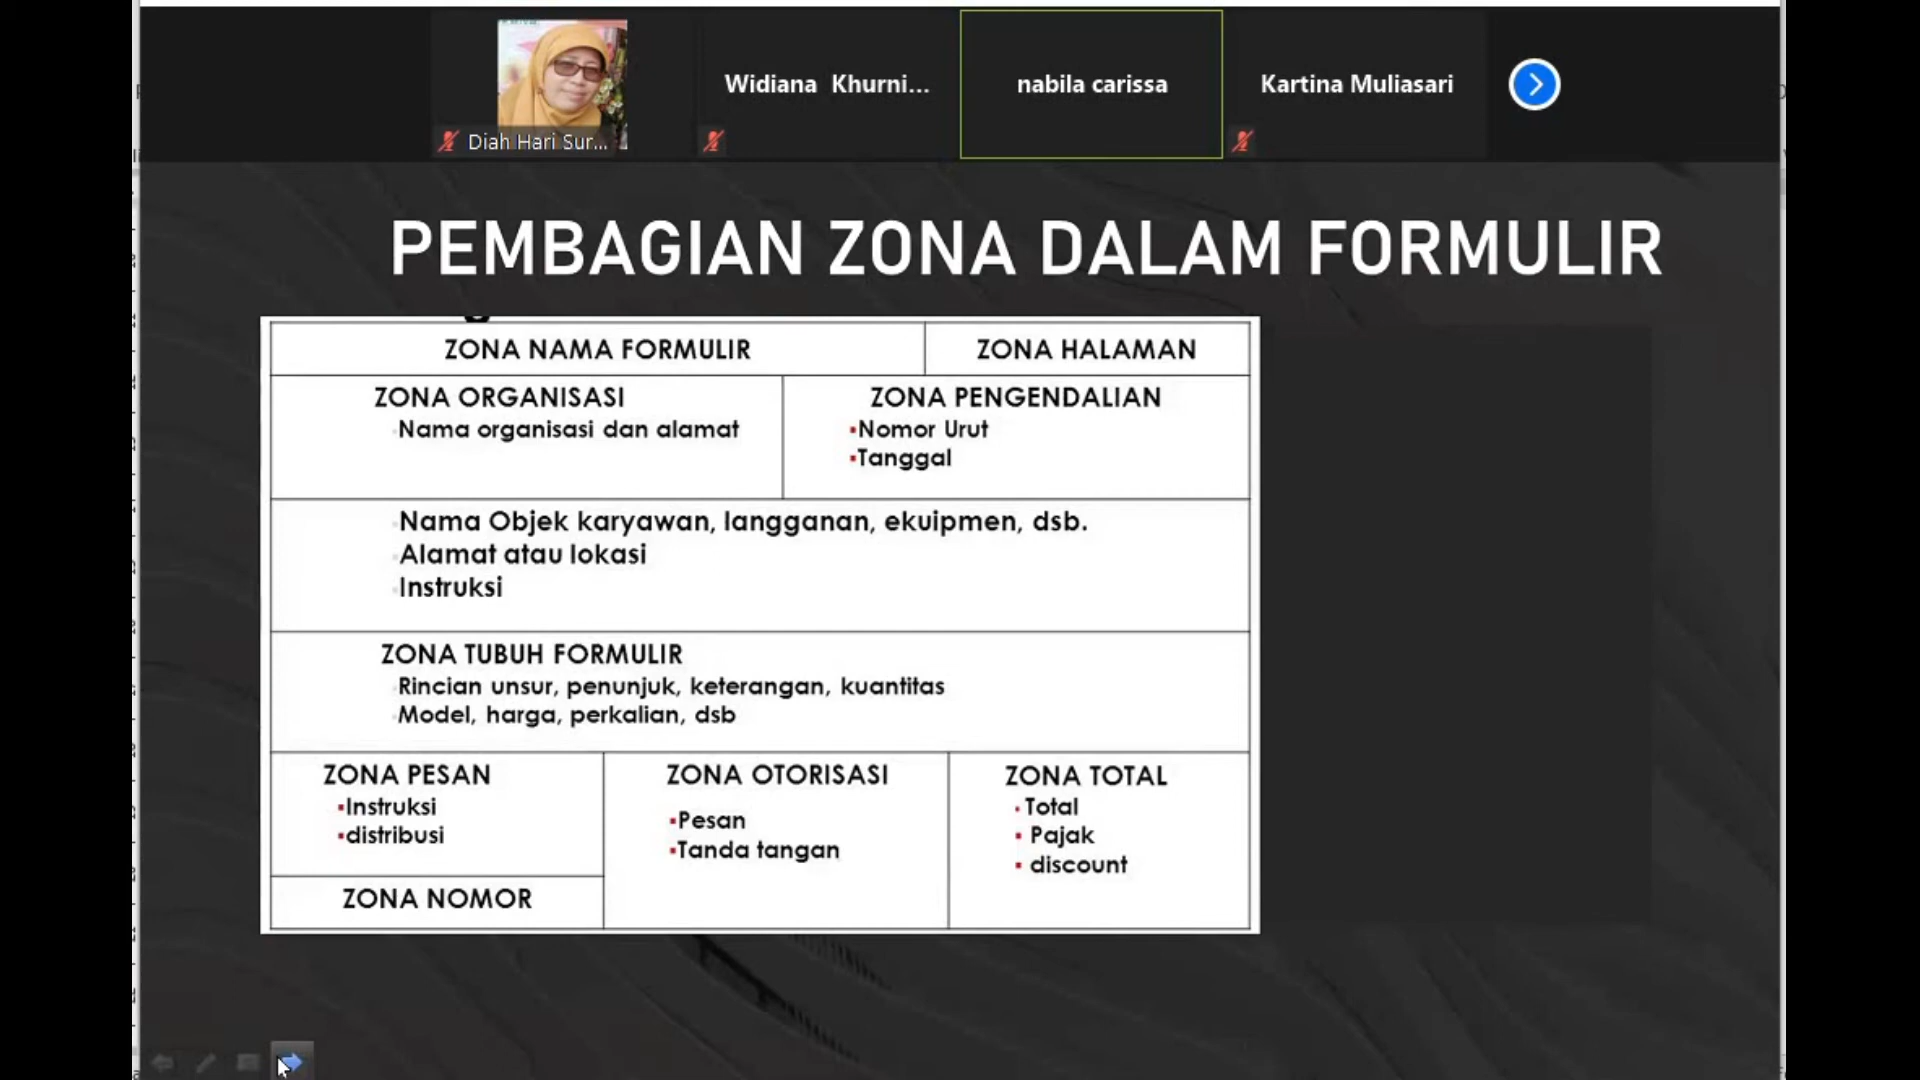 Diah Hari Sur...
Widiana Khurni...
nabila carissa
Kartina Muliasari
PEMBAGIAN ZONA DALAM FORMULIR
ZONA NAMA FORMULIR
ZONA HALAMAN
ZONA ORGANISASI
Nama organisasi dan alamat
ZONA PENGENDALIAN
▪Nomor Urut
▪Tanggal
Nama Objek karyawan, langganan, ekuipmen, dsb.
Alamat atau lokasi
Instruksi
ZONA TUBUH FORMULIR
Rincian unsur, penunjuk, keterangan, kuantitas
Model, harga, perkalian, dsb
ZONA PESAN
▪Instruksi
▪distribusi
ZONA NOMOR
ZONA OTORISASI
▪Pesan
▪Tanda tangan
ZONA TOTAL
▪ Total
▪ Pajak
▪ discount